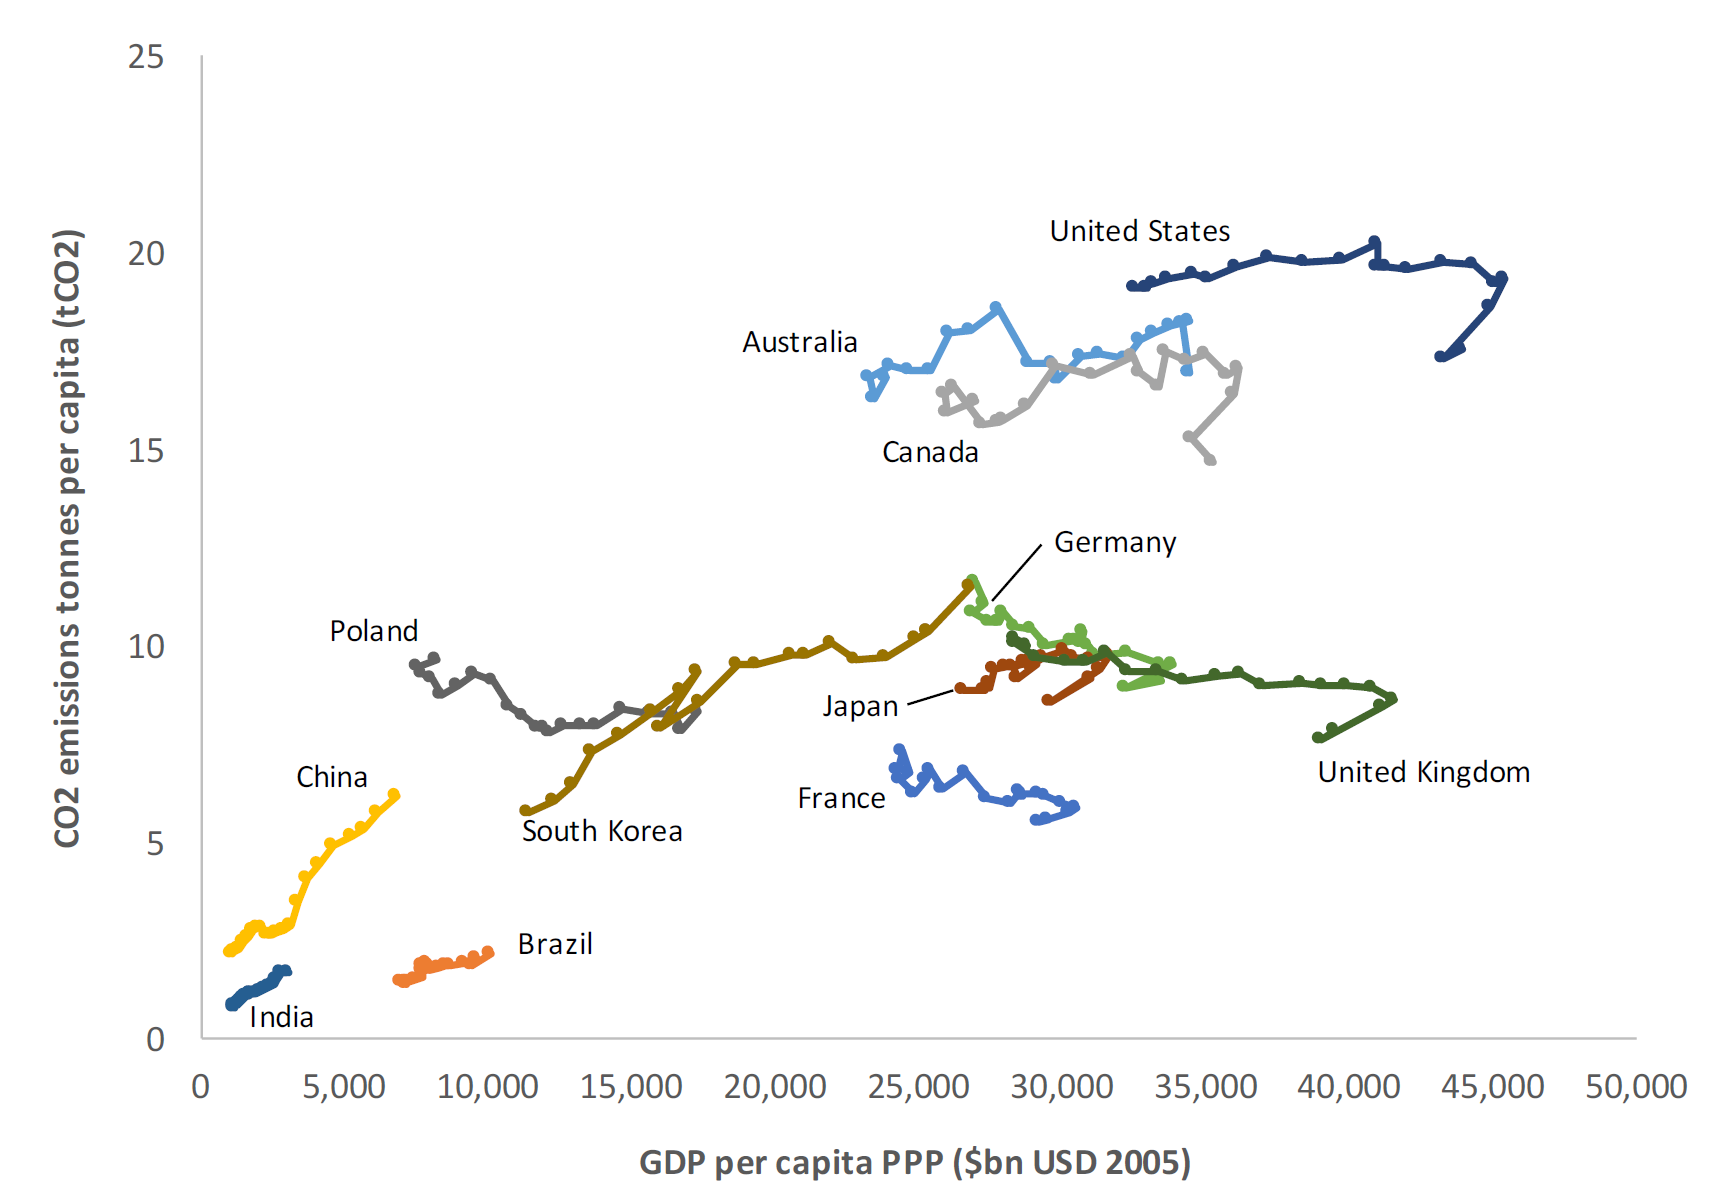 25
20
15
10
5
0
CO2 emissions tonnes per capita (tCO2)
United States
Australia
Canada
Germany
Poland
Japan
China
United Kingdom
France
South Korea
Brazil
India
0 5,000 10,000 15,000 20,000 25,000 30,000 35,000 40,000 45,000 50,000
GDP per capita PPP ($bn USD 2005)